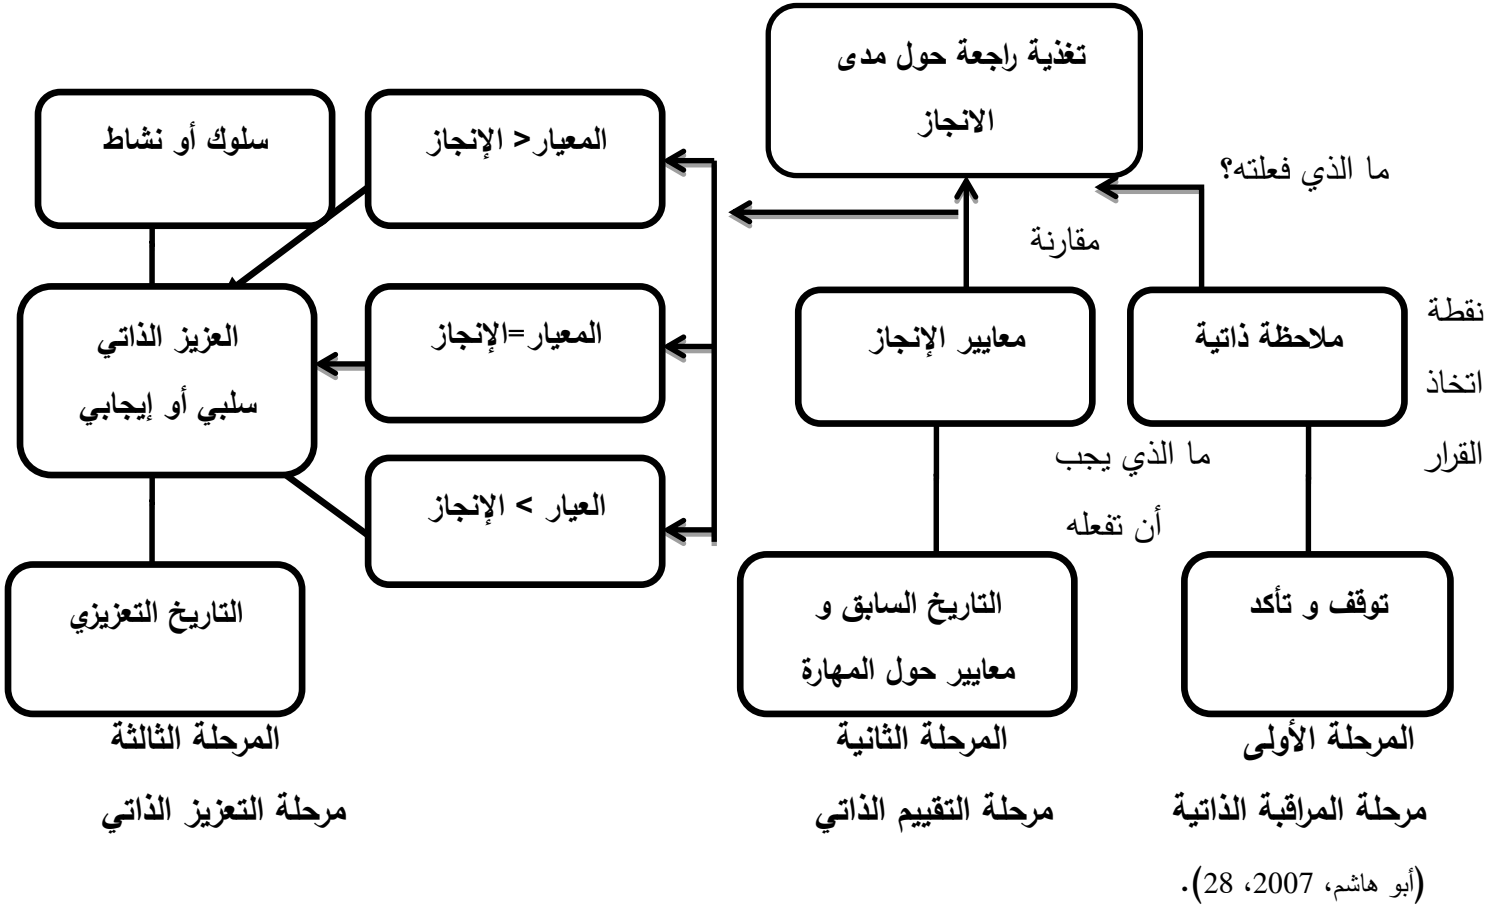 تغذية راجعة حول مدى
الانجاز
ما الذي فعلته؟
مقارنة
نقطة
اتخاذ
القرار
ملاحظة ذاتية
معايير الإنجاز
ما الذي يجب
أن تفعله
توقف و تأكد
التاريخ السابق و
معايير حول المهارة
المعيار< الإنجاز
المعيار =الإنجاز
العيار > الإنجاز
سلوك أو نشاط
العزيز الذاتي
سلبي أو إيجابي
التاريخ التعزيزي
المرحلة الأولى
مرحلة المراقبة الذاتية
المرحلة الثانية
مرحلة التقييم الذاتي
المرحلة الثالثة
مرحلة التعزيز الذاتي
(أبو هاشم، 2007، 28).